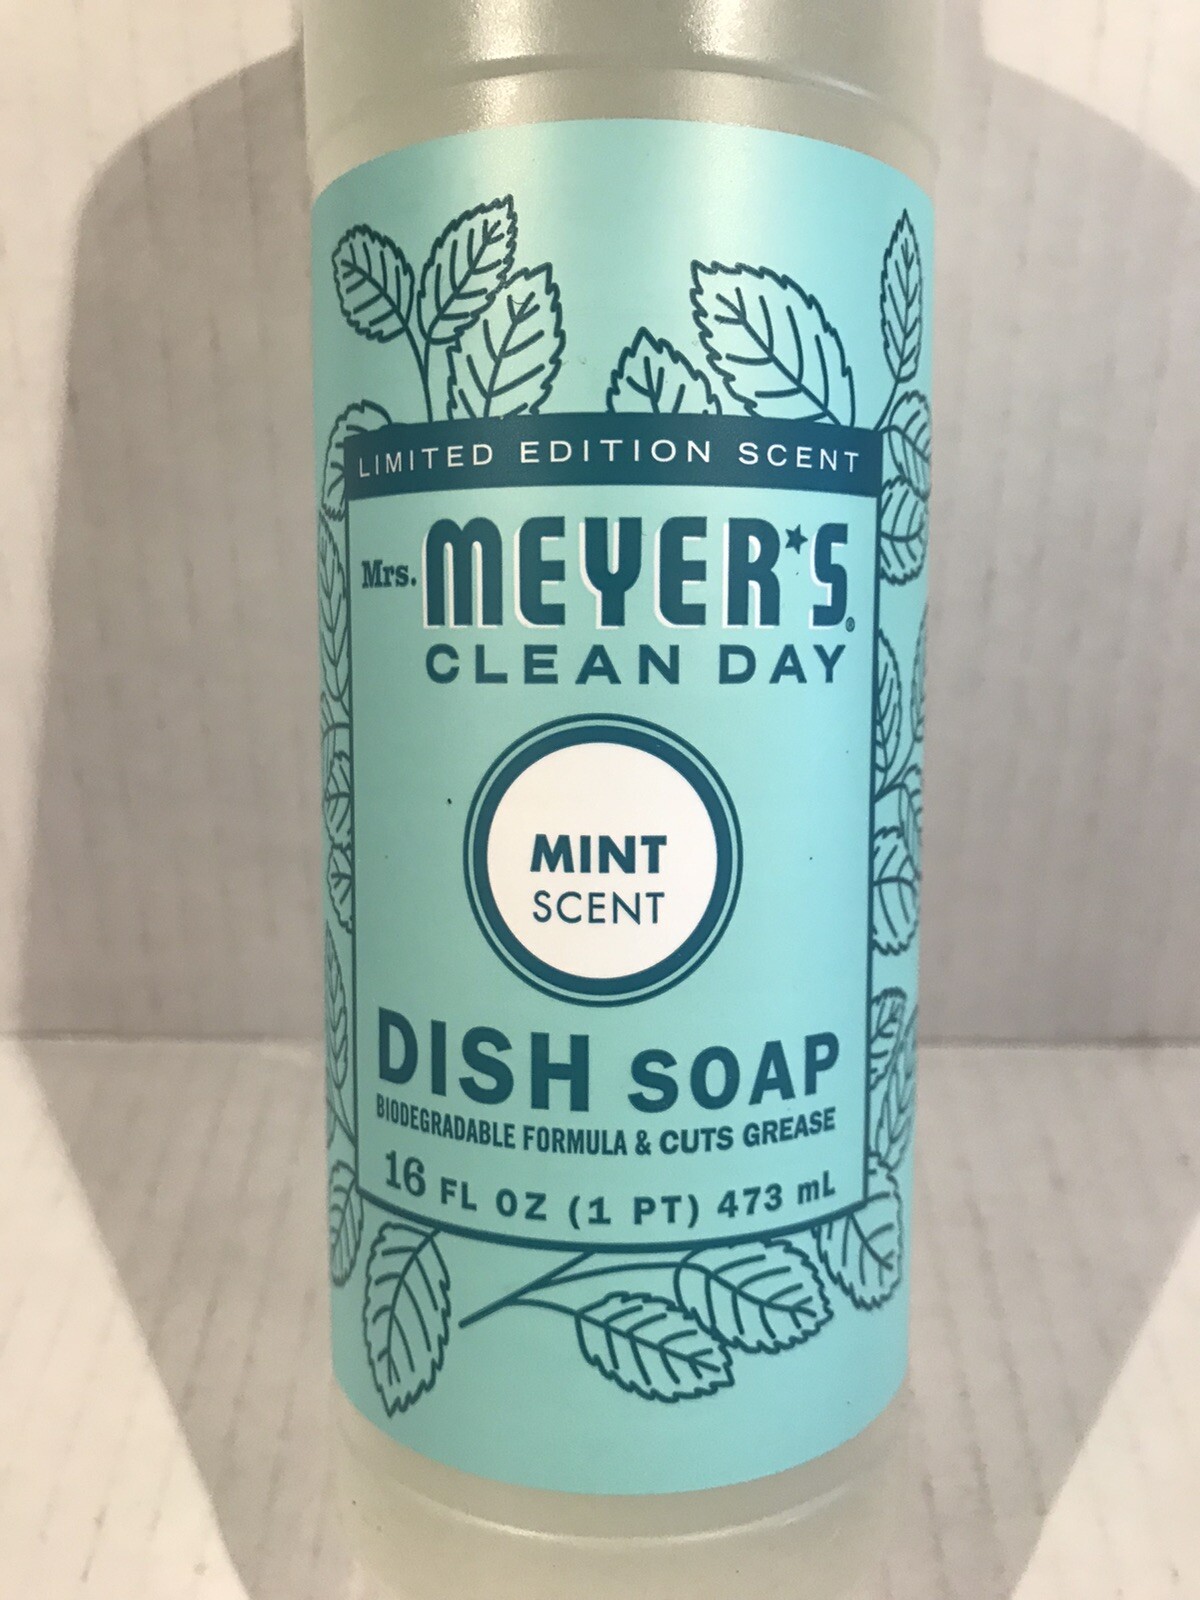 LIMITED EDITION SCENT
Mrs. MEYER'S®
CLEAN DAY
MINT
SCENT
DISH SOAP
BIODEGRADABLE FORMULA & CUTS GREASE
16 FL OZ (1 PT) 473 mL